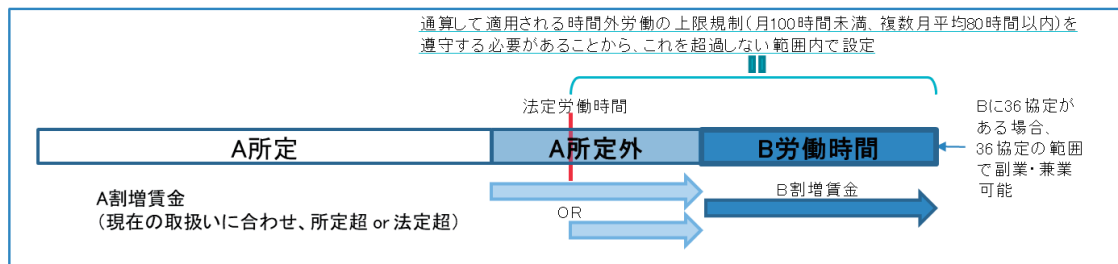 通算して適用される時間外労働の上限規制(月100時間未満、複数月平均80時間以内)を
遵守する必要があることから、これを超過しない範囲内で設定
法定労働時間
A所定
A所定外
B労働時間
Bに36協定が
ある場合、
36協定の範囲
で副業・兼業
可能
A割増賃金
(現在の取扱いに合わせ、所定超 or 法定超)
OR
B割増賃金